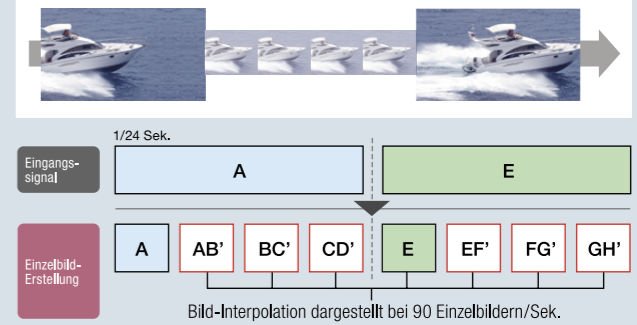 1/24 Sek.
Eingangs-
signal
A
E
Einzelbild-
Erstellung
A
AB'
BC'
CD'
E
EF'
FG'
GH'
Bild-Interpolation dargestellt bei 90 Einzelbildern/Sek.